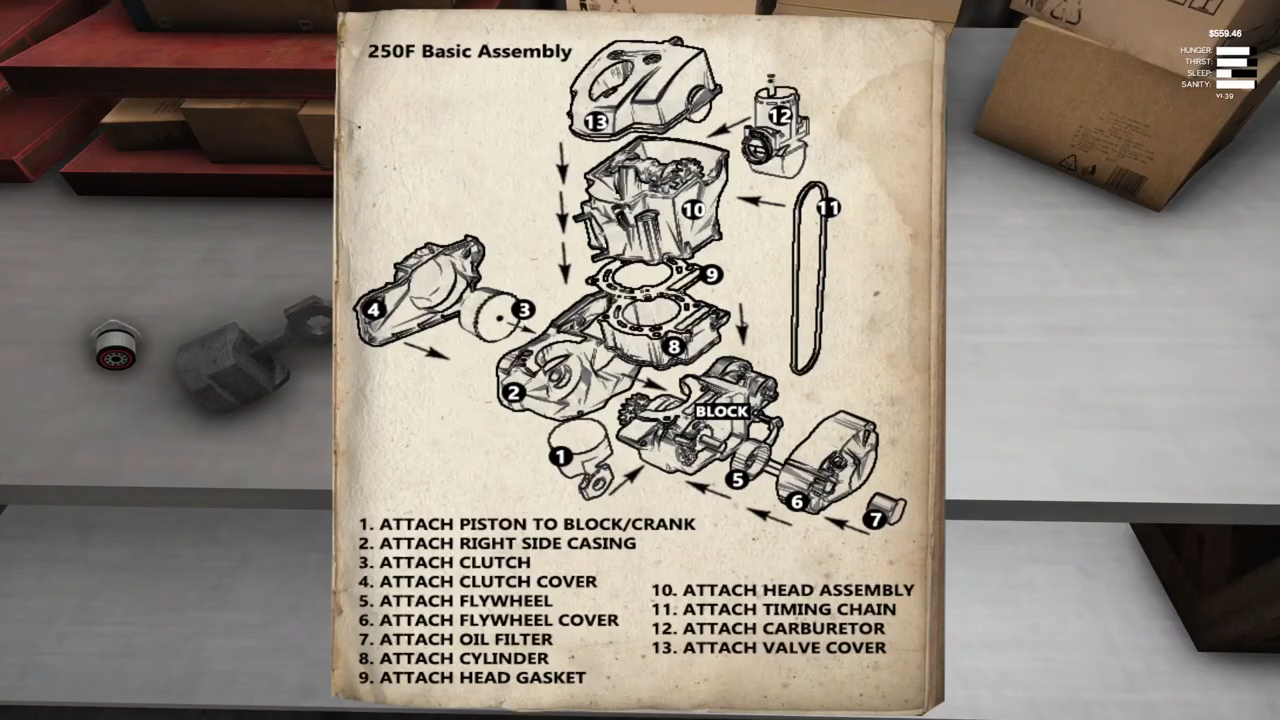 250F Basic Assembly
13
12
10
11
9
4
3
8
2
BLOCK
1
5
6
7
1. ATTACH PISTON TO BLOCK/CRANK
2. ATTACH RIGHT SIDE CASING
3. ATTACH CLUTCH
4. ATTACH CLUTCH COVER
5. ATTACH FLYWHEEL
6. ATTACH FLYWHEEL COVER
7. ATTACH OIL FILTER
8. ATTACH CYLINDER
9. ATTACH HEAD GASKET
10. ATTACH HEAD ASSEMBLY
11. ATTACH TIMING CHAIN
12. ATTACH CARBURETOR
13. ATTACH VALVE COVER
$559.46
HUNGER:
THIRST:
SLEEP:
SANITY:
v1.39